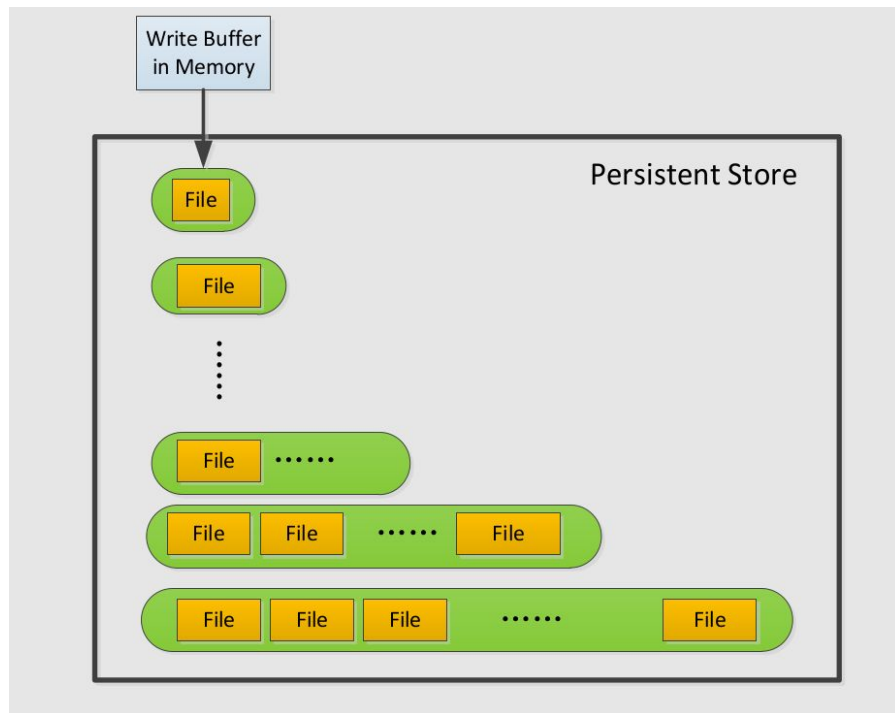 Write Buffer
in Memory
Persistent Store
File
File
......
File ......
File File ...... File
File File File ...... File